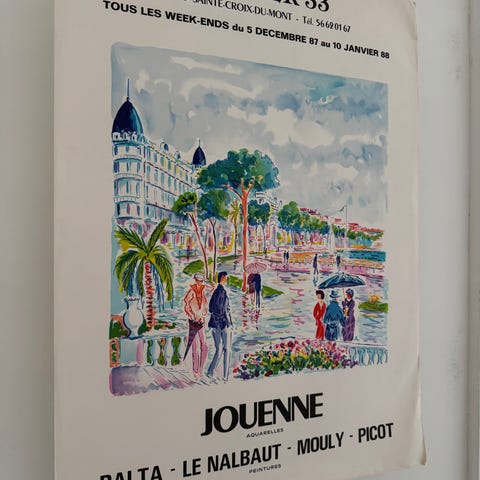 33
SAINTE-CROIX-DU-MONT - Tél. 56 62 01 67
TOUS LES WEEK-ENDS du 5 DECEMBRE 87 au 10 JANVIER 88
JOUENNE
AQUARELLES
BALTA - LE NALBAUT - MOULY - PICOT
PEINTURES